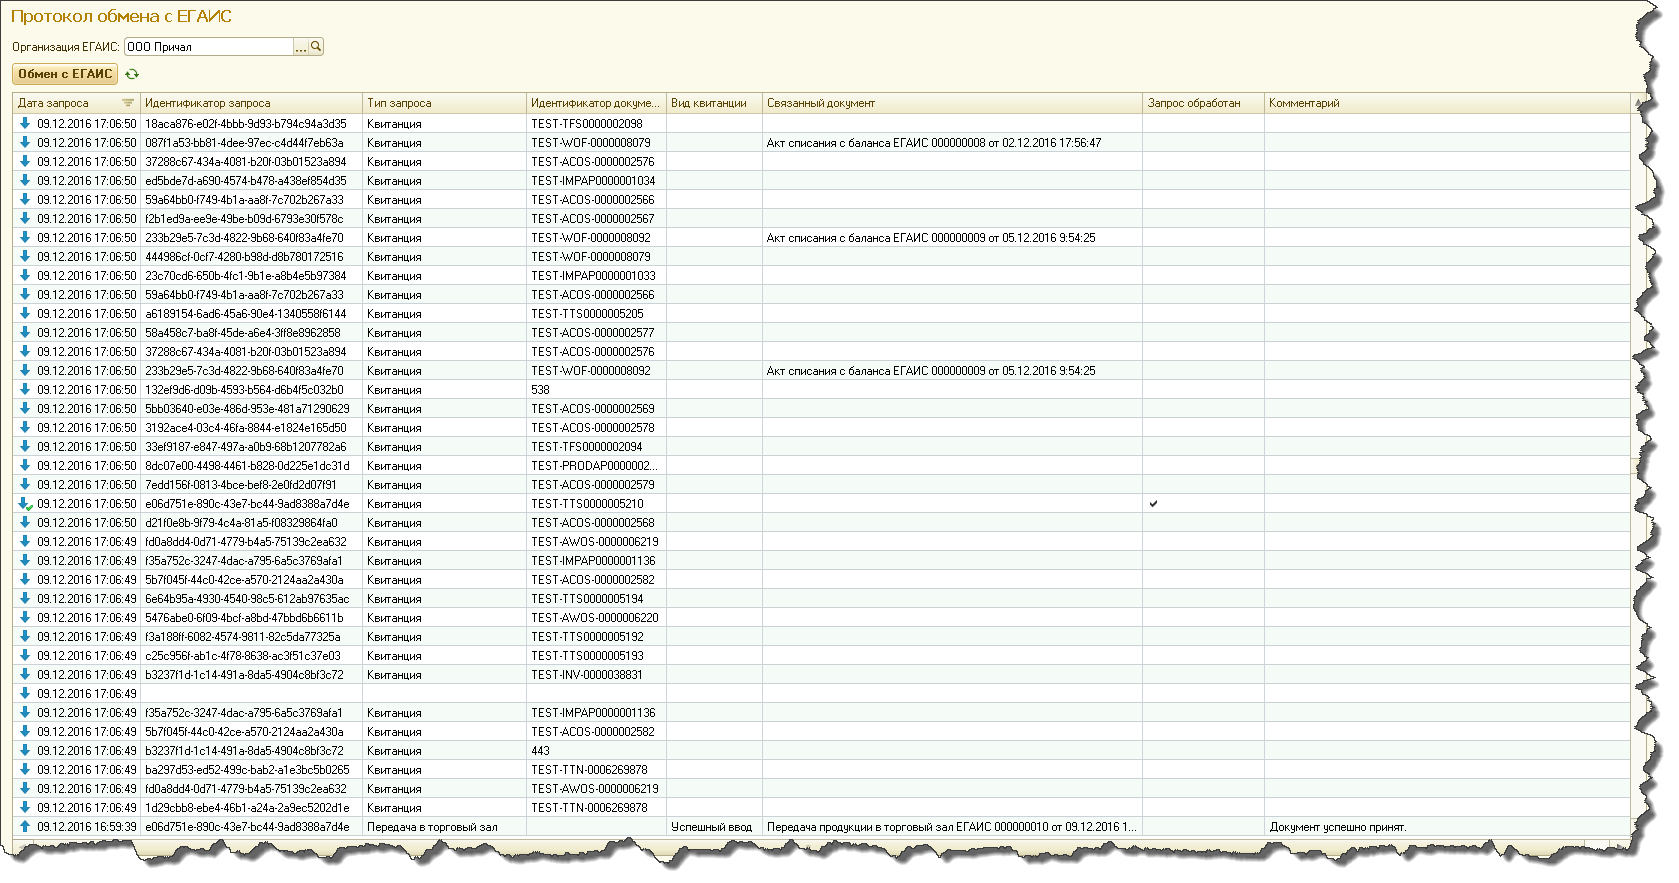 Протокол обмена с ЕГАИС
Организация ЕГАИС: ООО Причал ...
Обмен с ЕГАИС
Дата запроса Идентификатор запроса Тип запроса Идентификатор докуме... Вид квитанции Связанный документ Запрос обработан Комментарий
09.12.2016 17:06:50 18aca876-e02f-4bbb-9d93-b794c94a3d35 Квитанция TEST-TFS0000002098
09.12.2016 17:06:50 087f1a53-bb81-4dee-97ec-c4d44f7eb63a Квитанция TEST-WOF-0000008079 Акт списания с баланса ЕГАИС 000000008 от 02.12.2016 17:56:47
09.12.2016 17:06:50 37288c67-434a-4081-b20f-03b01523a894 Квитанция TEST-ACOS-0000002576
09.12.2016 17:06:50 ed5bde7d-a690-4574-b478-a438ef854d35 Квитанция TEST-IMPAP0000001034
09.12.2016 17:06:50 59a64bb0-f749-4b1a-aa8f-7c702b267a33 Квитанция TEST-ACOS-0000002566
09.12.2016 17:06:50 f2b1ed9a-ee9e-49be-b09d-6793e30f578c Квитанция TEST-ACOS-0000002567
09.12.2016 17:06:50 233b29e5-7c3d-4822-9b68-640f83a4fe70 Квитанция TEST-WOF-0000008092 Акт списания с баланса ЕГАИС 000000009 от 05.12.2016 9:54:25
09.12.2016 17:06:50 444986cf-0cf7-4280-b98d-d8b780172516 Квитанция TEST-WOF-0000008079
09.12.2016 17:06:50 23c70cd6-650b-4fc1-9b1e-a8b4e5b97384 Квитанция TEST-IMPAP0000001033
09.12.2016 17:06:50 59a64bb0-f749-4b1a-aa8f-7c702b267a33 Квитанция TEST-ACOS-0000002566
09.12.2016 17:06:50 a6189154-6ad6-45a6-90e4-1340558f6144 Квитанция TEST-TTS0000005205
09.12.2016 17:06:50 58a458c7-ba8f-45de-a6e4-3ff8e8962858 Квитанция TEST-ACOS-0000002577
09.12.2016 17:06:50 37288c67-434a-4081-b20f-03b01523a894 Квитанция TEST-ACOS-0000002576
09.12.2016 17:06:50 233b29e5-7c3d-4822-9b68-640f83a4fe70 Квитанция TEST-WOF-0000008092 Акт списания с баланса ЕГАИС 000000009 от 05.12.2016 9:54:25
09.12.2016 17:06:50 132ef9d6-d09b-4593-b564-d6b4f5c032b0 Квитанция 538
09.12.2016 17:06:50 5bb03640-e03e-486d-953e-481a71290629 Квитанция TEST-ACOS-0000002569
09.12.2016 17:06:50 3192ace4-03c4-46fa-8844-e1824e165d50 Квитанция TEST-ACOS-0000002578
09.12.2016 17:06:50 33ef9187-e847-497a-a0b9-68b1207782a6 Квитанция TEST-TFS0000002094
09.12.2016 17:06:50 8dc07e00-4498-4461-b828-0d225e1dc31d Квитанция TEST-PRODAP0000002...
09.12.2016 17:06:50 7edd156f-0813-4bce-bef8-2e0fd2d07f91 Квитанция TEST-ACOS-0000002579
09.12.2016 17:06:50 e06d751e-890c-43e7-bc44-9ad8388a7d4e Квитанция TEST-TTS0000005210 ✔
09.12.2016 17:06:50 d21f0e8b-9f79-4c4a-81a5-f08329864fa0 Квитанция TEST-ACOS-0000002568
09.12.2016 17:06:49 fd0a8dd4-0d71-4779-b4a5-75139c2ea632 Квитанция TEST-AWOS-0000006219
09.12.2016 17:06:49 f35a752c-3247-4dac-a795-6a5c3769afa1 Квитанция TEST-IMPAP0000001136
09.12.2016 17:06:49 5b7f045f-44c0-42ce-a570-2124aa2a430a Квитанция TEST-ACOS-0000002582
09.12.2016 17:06:49 6e64b95a-4930-4540-98c5-612ab97635ac Квитанция TEST-TTS0000005194
09.12.2016 17:06:49 5476abe0-6f09-4bcf-a8bd-47bbd6b6611b Квитанция TEST-AWOS-0000006220
09.12.2016 17:06:49 f3a188ff-6082-4574-9811-82c5da77325a Квитанция TEST-TTS0000005192
09.12.2016 17:06:49 c25c956f-ab1c-4f78-8638-ac3f51c37e03 Квитанция TEST-TTS0000005193
09.12.2016 17:06:49 b3237f1d-1c14-491a-8da5-4904c8bf3c72 Квитанция TEST-INV-0000038831
09.12.2016 17:06:49
09.12.2016 17:06:49 f35a752c-3247-4dac-a795-6a5c3769afa1 Квитанция TEST-IMPAP0000001136
09.12.2016 17:06:49 5b7f045f-44c0-42ce-a570-2124aa2a430a Квитанция TEST-ACOS-0000002582
09.12.2016 17:06:49 b3237f1d-1c14-491a-8da5-4904c8bf3c72 Квитанция 443
09.12.2016 17:06:49 ba297d53-ed52-499c-bab2-a1e3bc5b0265 Квитанция TEST-TTN-0006269878
09.12.2016 17:06:49 fd0a8dd4-0d71-4779-b4a5-75139c2ea632 Квитанция TEST-AWOS-0000006219
09.12.2016 17:06:49 1d29cbb8-ebe4-46b1-a24a-2a9ec5202d1e Квитанция TEST-TTN-0006269878
09.12.2016 16:59:39 e06d751e-890c-43e7-bc44-9ad8388a7d4e Передача в торговый зал Успешный ввод Передача продукции в торговый зал ЕГАИС 000000010 от 09.12.2016 1... Документ успешно принят.